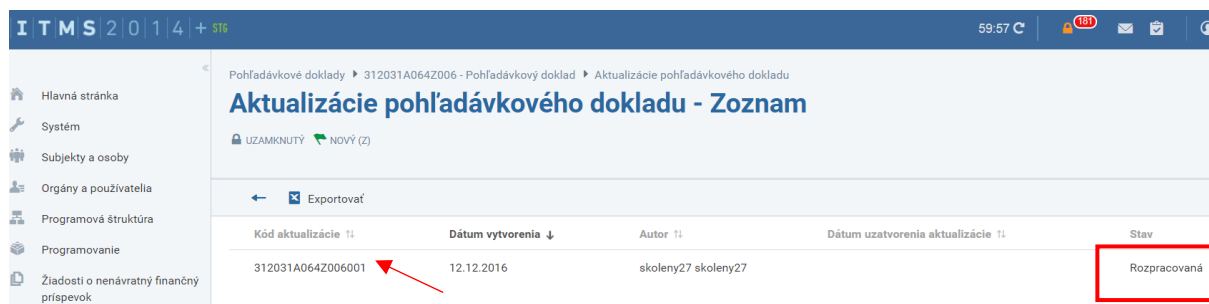 ITMS2014+ STG
59:57
181
Pohľadávkové doklady 312031A064Z006 - Pohľadávkový doklad Aktualizácie pohľadávkového dokladu
Aktualizácie pohľadávkového dokladu - Zoznam
UZAMKNUTÝ NOVÝ (Z)
Hlavná stránka
Systém
Subjekty a osoby
Orgány a používatelia
Programová štruktúra
Programovanie
Žiadosti o nenávratný finančný
príspevok
Exportovať
Kód aktualizácie Dátum vytvorenia Autor Dátum uzatvorenia aktualizácie Stav
312031A064Z006001 12.12.2016 skoleny27 skoleny27 Rozpracovaná